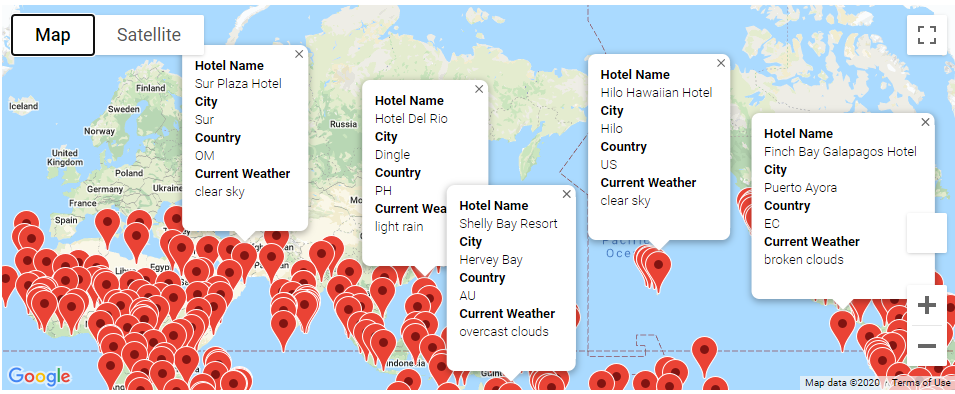 Map
Satellite
Hotel Name
Sur Plaza Hotel
City
Sur
Country
OM
Current Weather
clear sky
Hotel Name
Hotel Del Rio
City
Dingle
Country
PH
Current Wea
light rain
Hotel Name
Shelly Bay Resort
City
Hervey Bay
Country
AU
Current Weather
overcast clouds
Hotel Name
Hilo Hawaiian Hotel
City
Hilo
Country
US
Current Weather
clear sky
Hotel Name
Finch Bay Galapagos Hotel
City
Puerto Ayora
Country
EC
Current Weather
broken clouds
Iceland
Finland
Sweden
Norway
Russia
United
Kingdom
Poland
Germany
Ukraine
France
Spain
Libya
Egypt
Google
Map data ©2020
Terms of Use